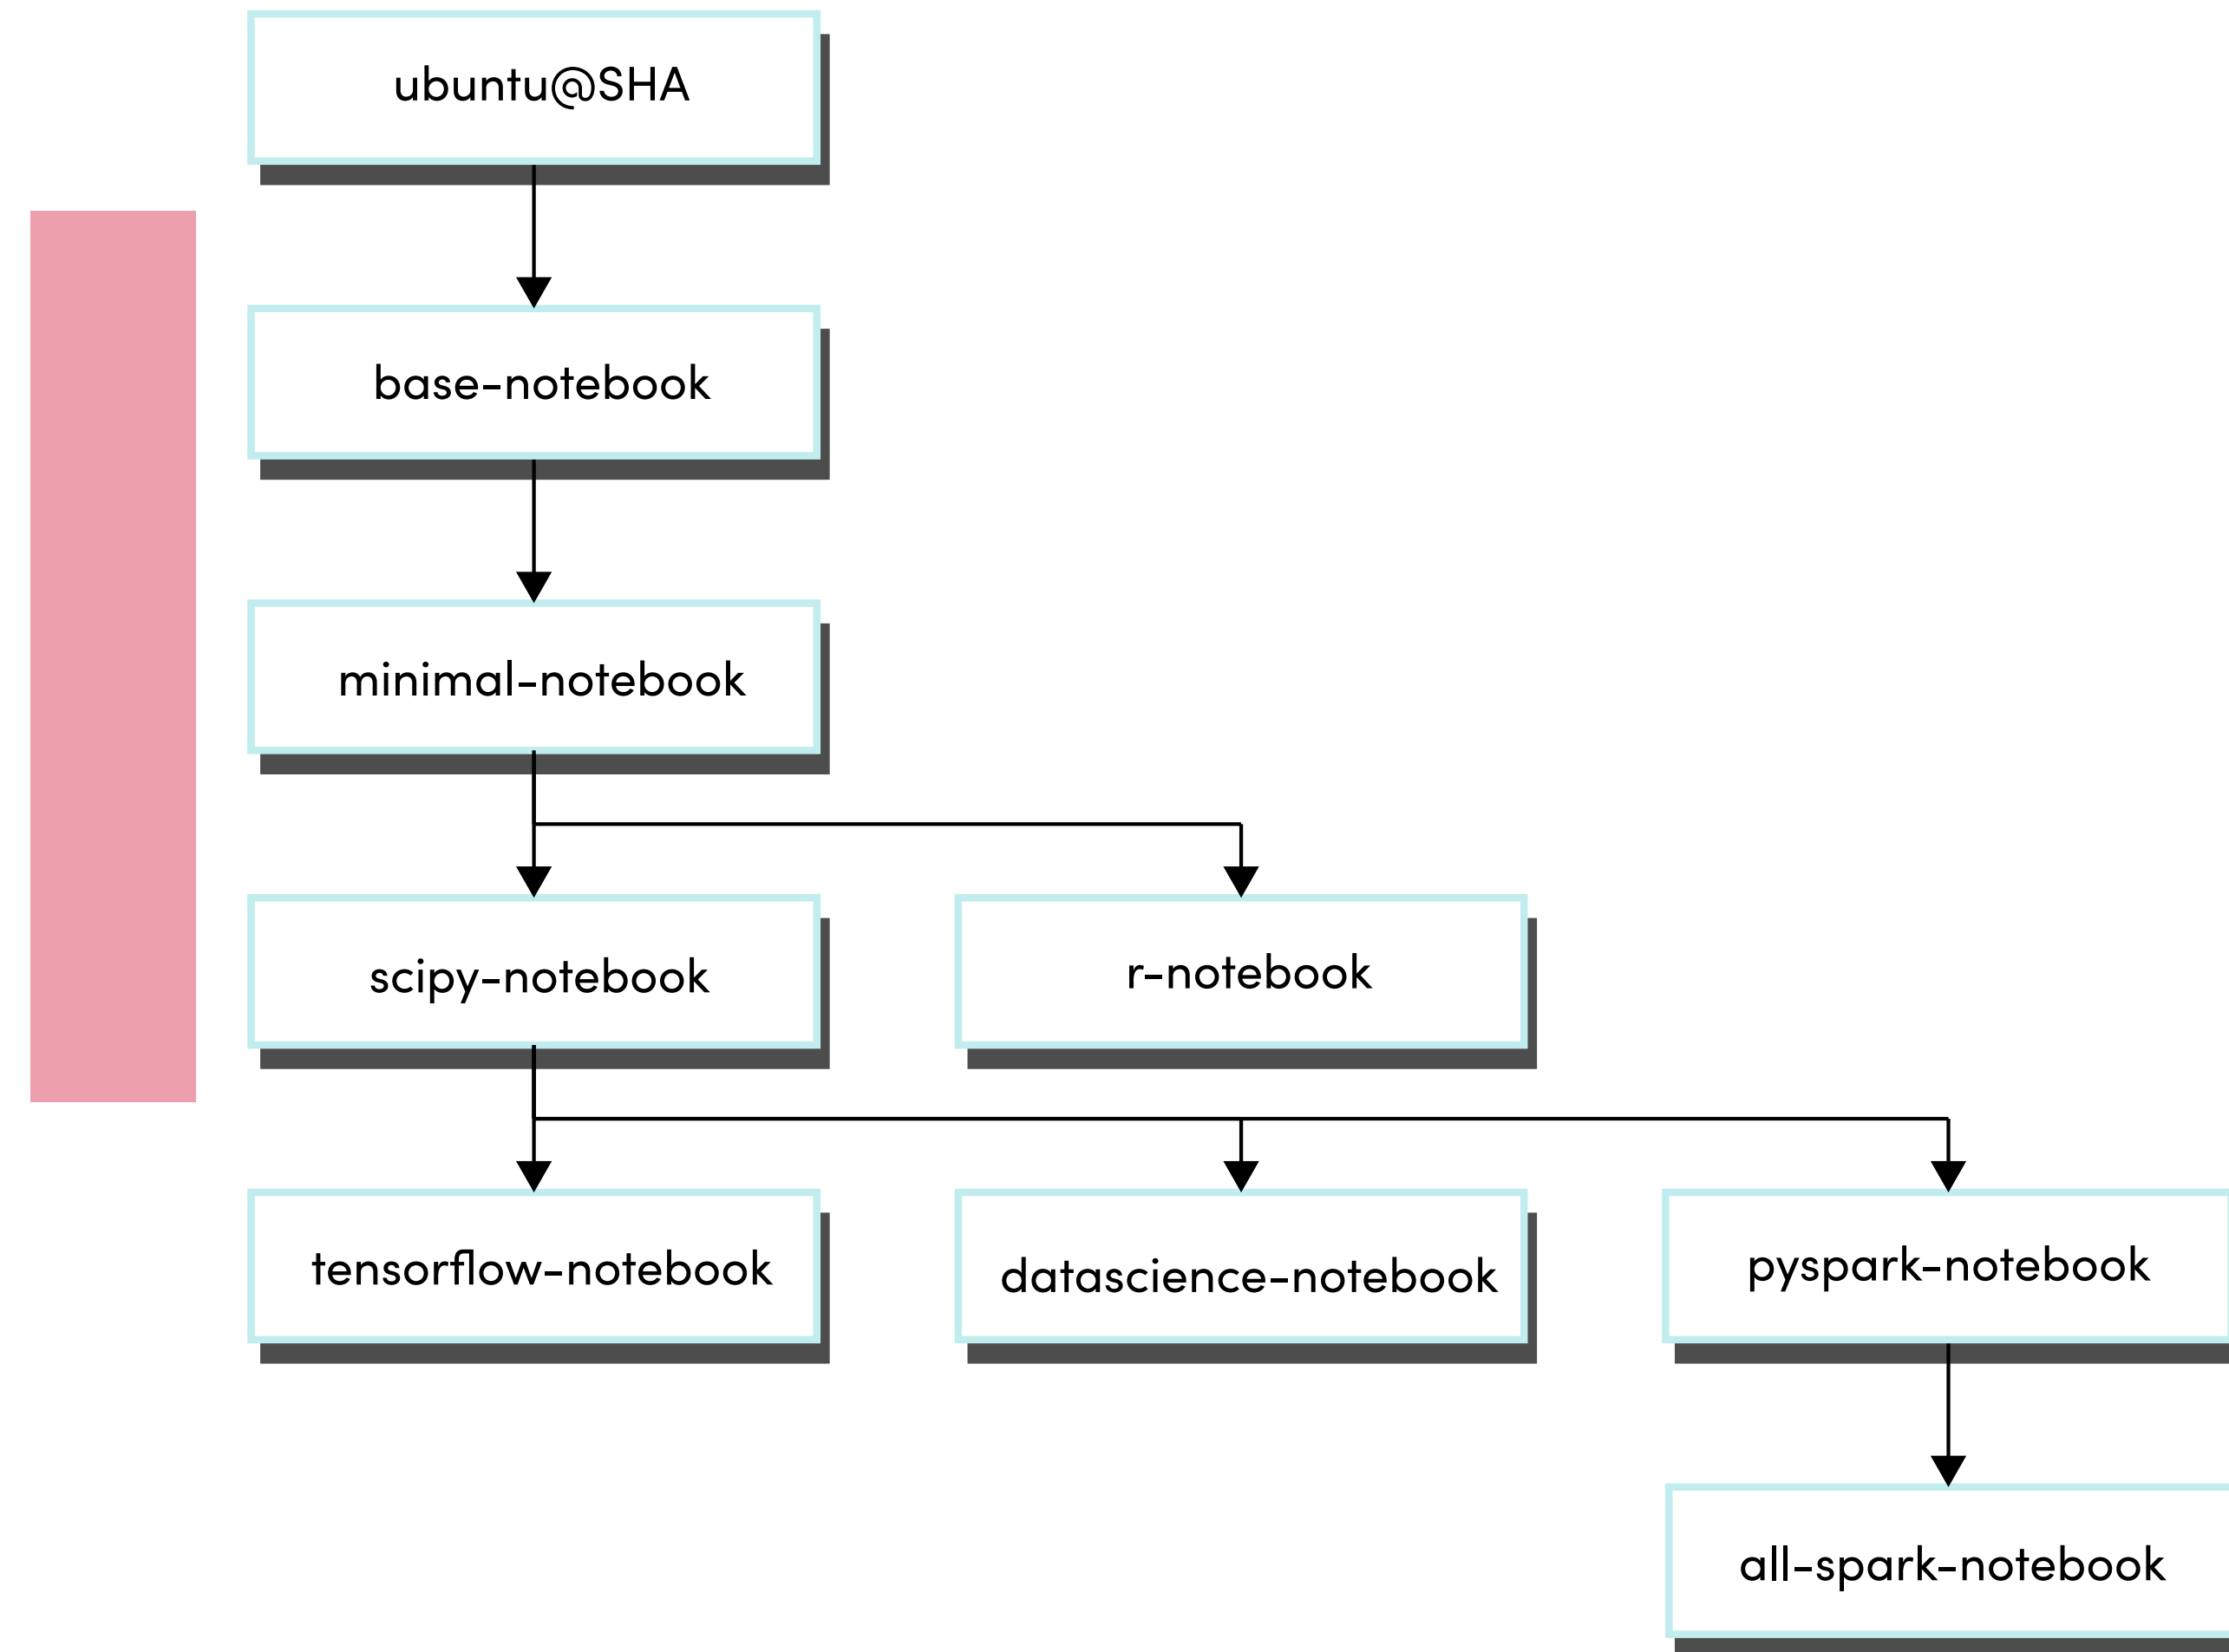 ubuntu@SHA
base-notebook
minimal-notebook
scipy-notebook
r-notebook
tensorflow-notebook
datascience-notebook
pyspark-notebook
all-spark-notebook